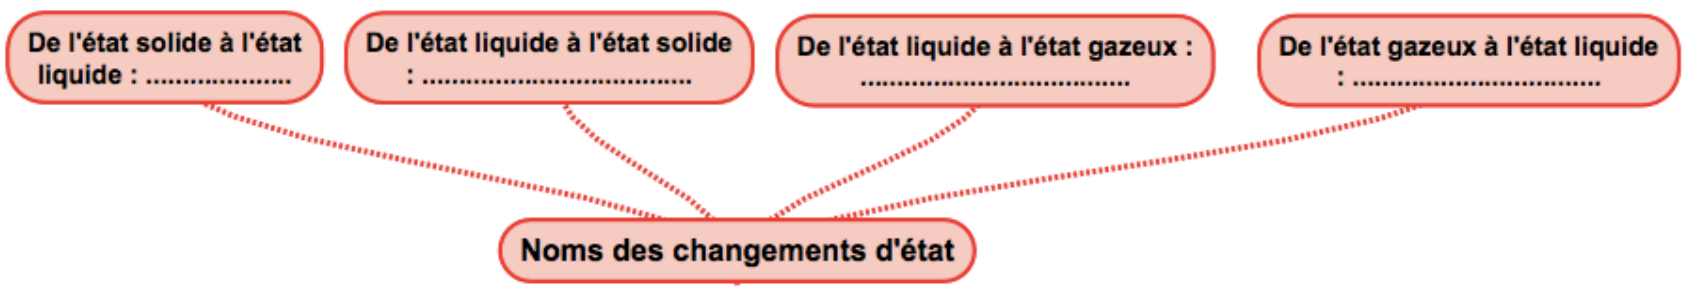 De l'état solide à l'état
liquide : ....................
De l'état liquide à l'état solide
: .....................................
De l'état liquide à l'état gazeux :
.....................................
De l'état gazeux à l'état liquide
: ..................................
Noms des changements d'état